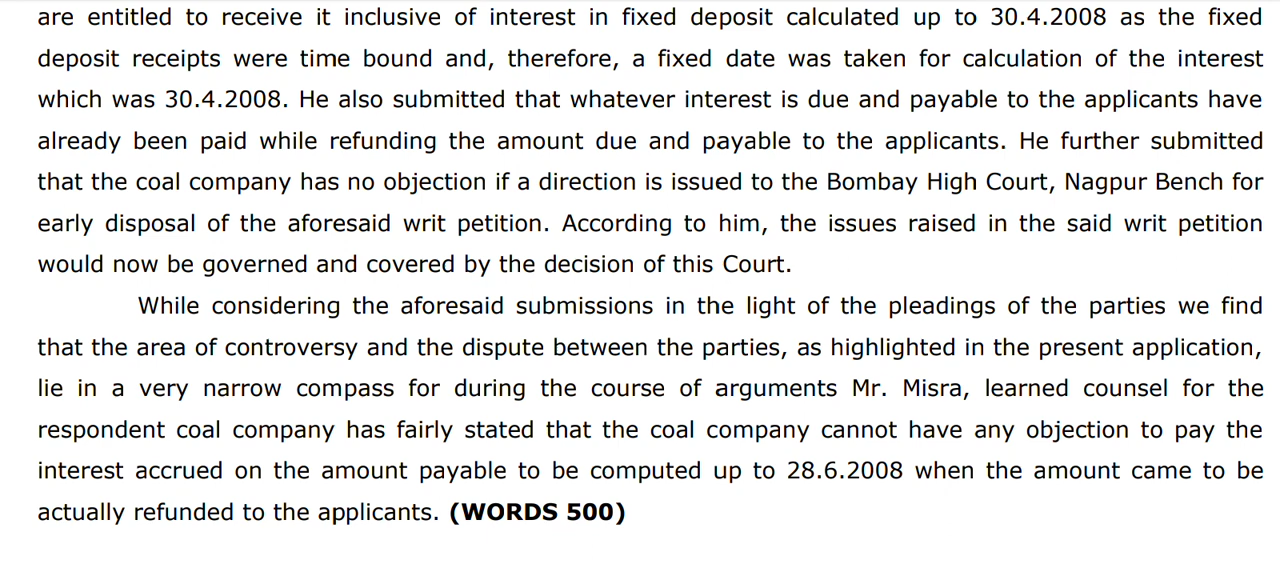 are entitled to receive it inclusive of interest in fixed deposit calculated up to 30.4.2008 as the fixed
deposit receipts were time bound and, therefore, a fixed date was taken for calculation of the interest
which was 30.4.2008. He also submitted that whatever interest is due and payable to the applicants have
already been paid while refunding the amount due and payable to the applicants. He further submitted
that the coal company has no objection if a direction is issued to the Bombay High Court, Nagpur Bench for
early disposal of the aforesaid writ petition. According to him, the issues raised in the said writ petition
would now be governed and covered by the decision of this Court.
While considering the aforesaid submissions in the light of the pleadings of the parties we find
that the area of controversy and the dispute between the parties, as highlighted in the present application,
lie in a very narrow compass for during the course of arguments Mr. Misra, learned counsel for the
respondent coal company has fairly stated that the coal company cannot have any objection to pay the
interest accrued on the amount payable to be computed up to 28.6.2008 when the amount came to be
actually refunded to the applicants. (WORDS 500)